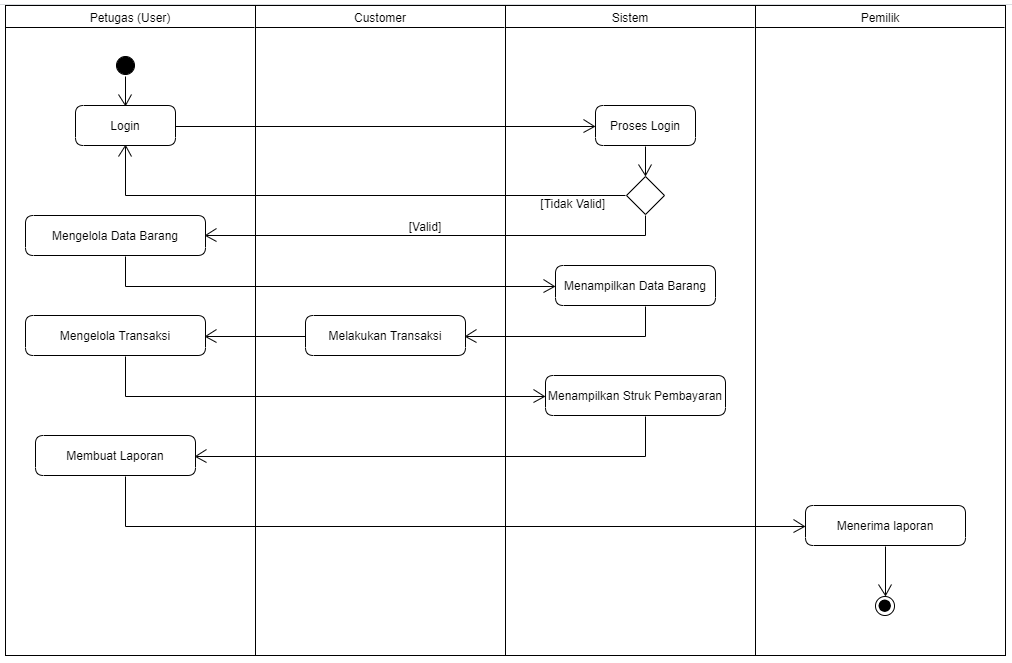 Petugas (User)
Customer
Sistem
Pemilik
Login
Proses Login
[Tidak Valid]
[Valid]
Mengelola Data Barang
Menampilkan Data Barang
Mengelola Transaksi
Melakukan Transaksi
Menampilkan Struk Pembayaran
Membuat Laporan
Menerima laporan